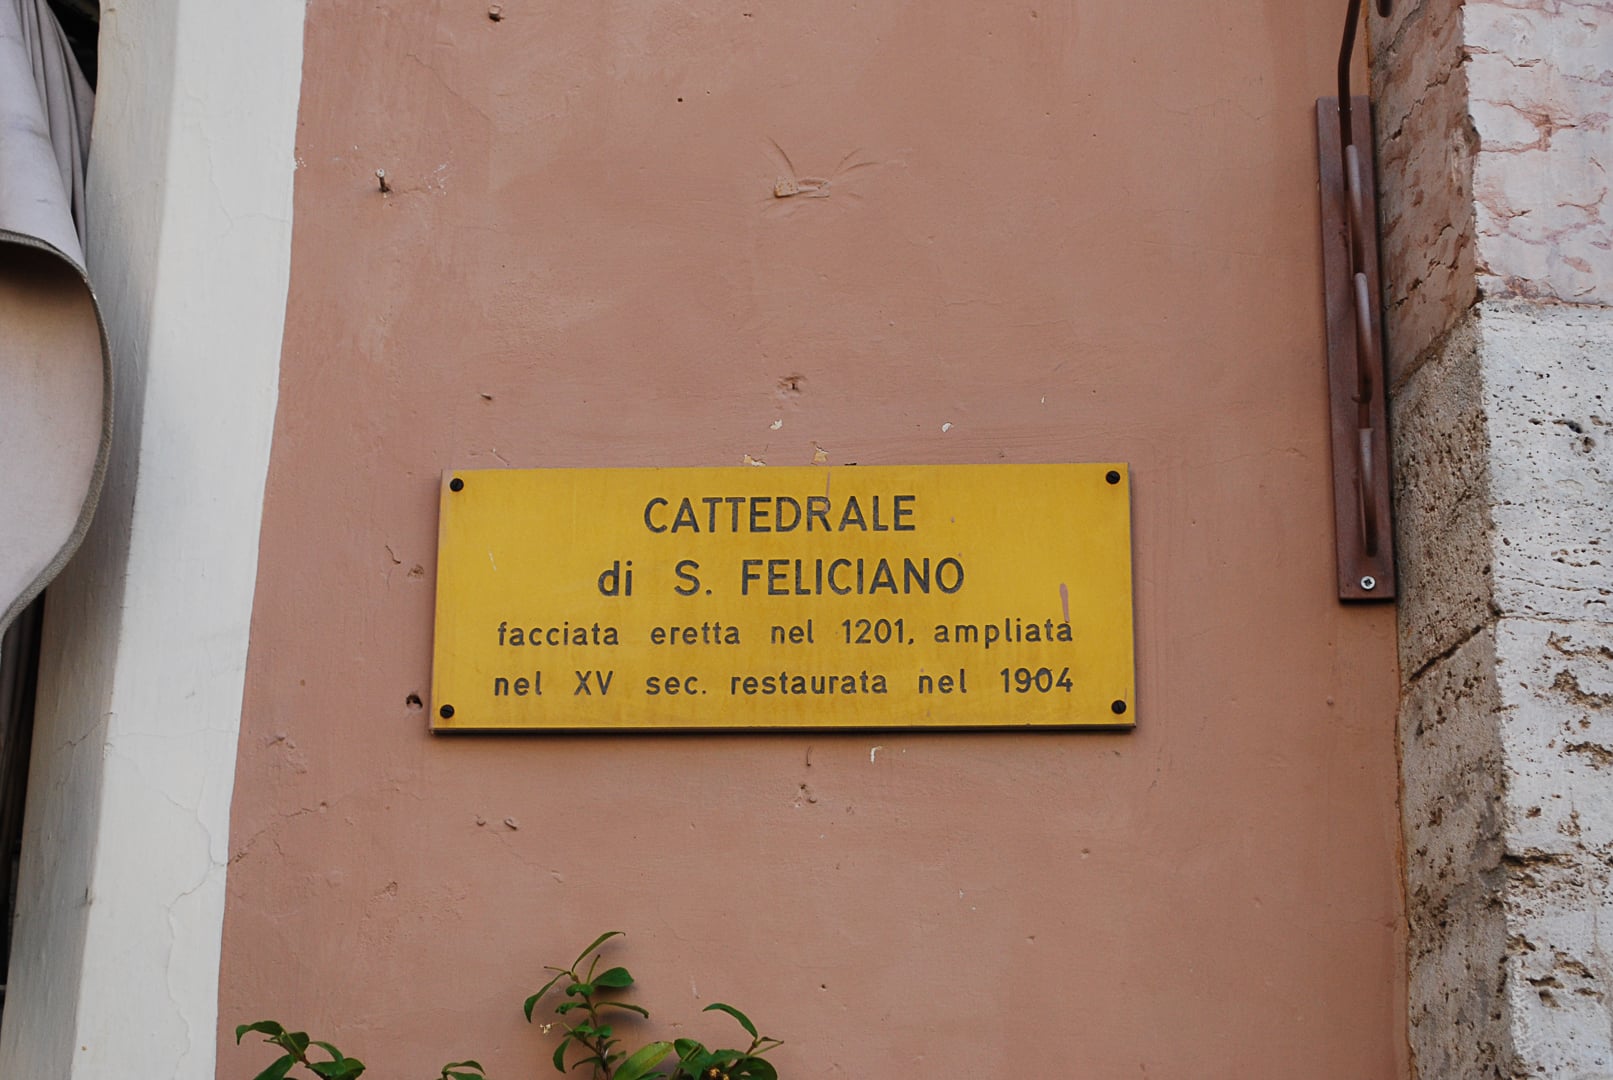 CATTEDRALE
di S. FELICIANO
facciata eretta nel 1201, ampliata
nel XV sec. restaurata nel 1904